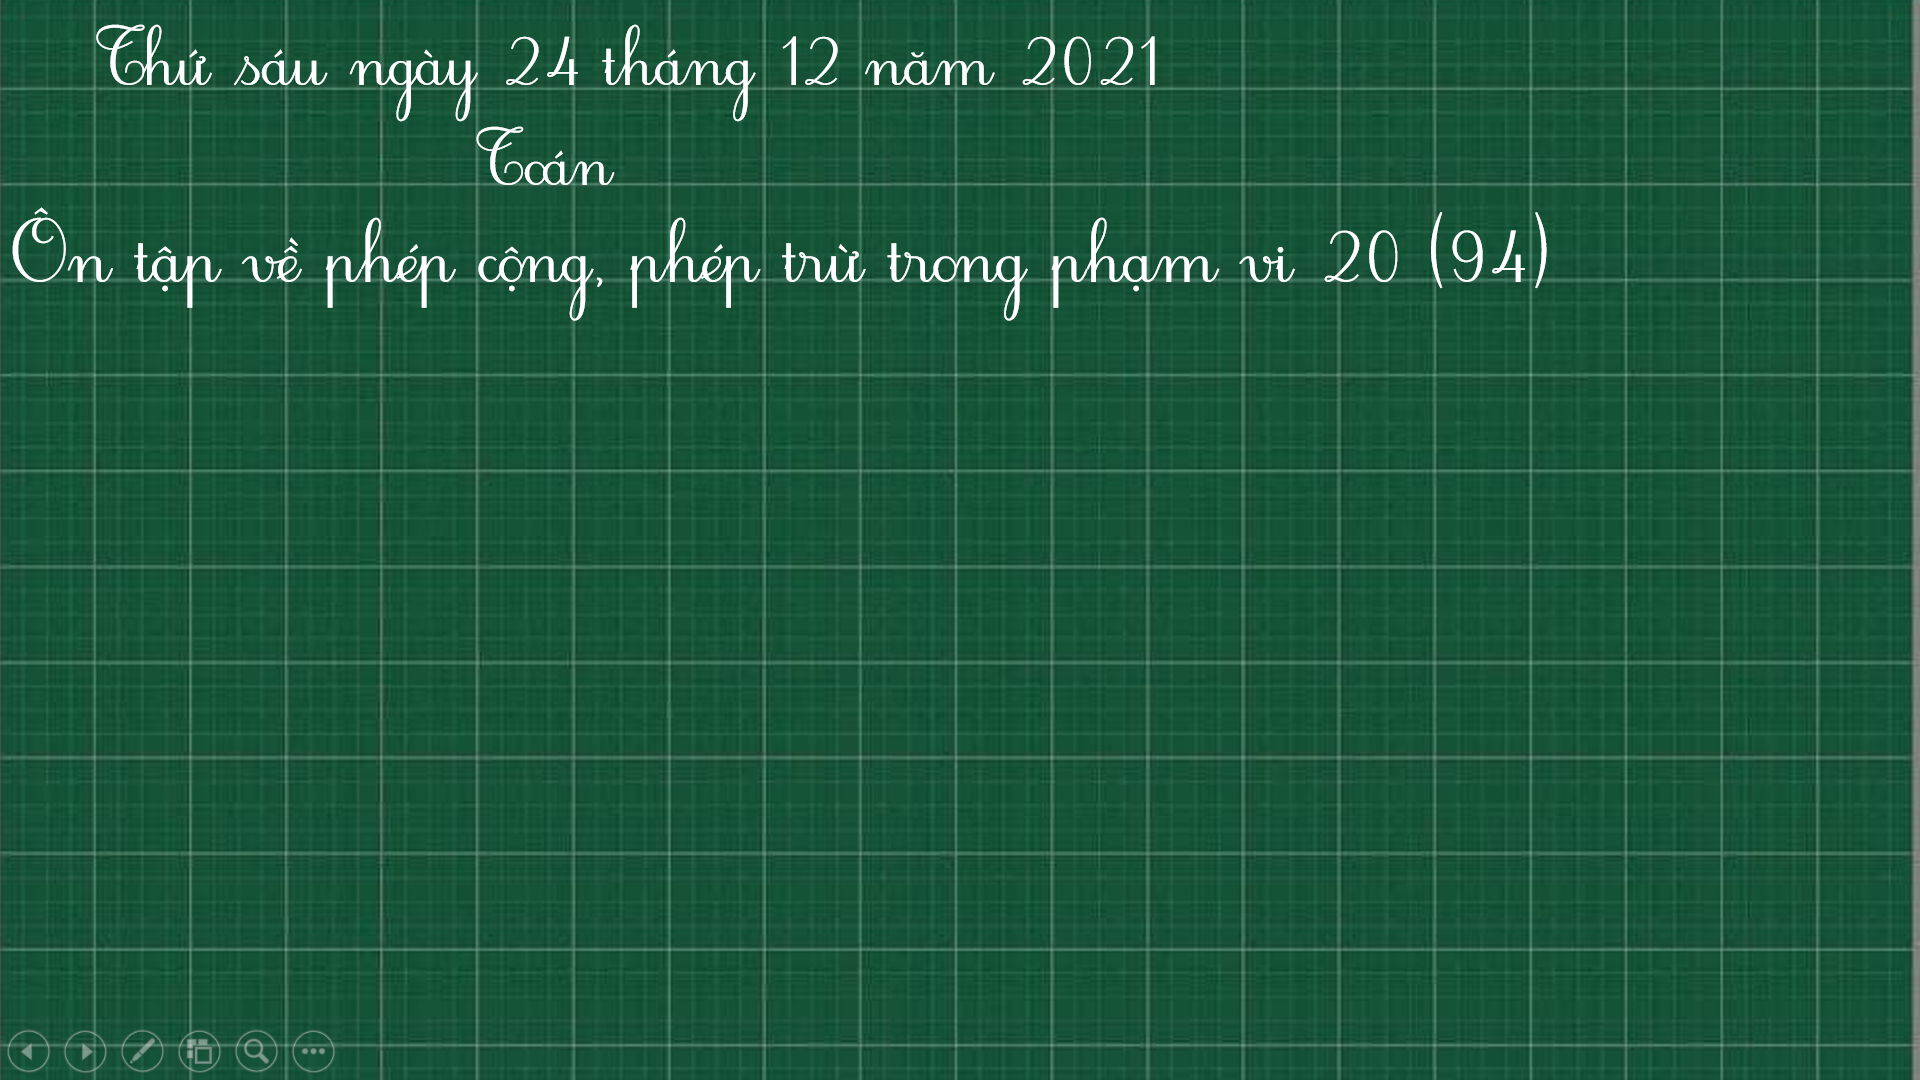 Thứ sáu ngày 24 tháng 12 năm 2021
Toán
Ôn tập về phép cộng, phép trừ trong phạm vi 20 (94)